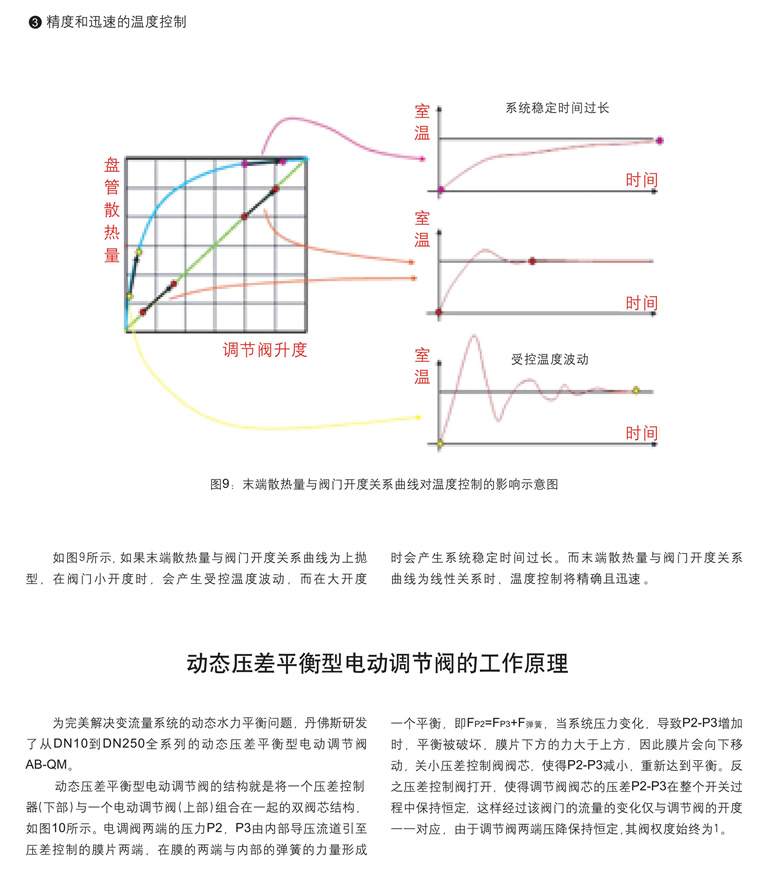 ❸ 精度和迅速的温度控制
盘管散热量
调节阀升度
室温
系统稳定时间过长
时间
室温
时间
室温
受控温度波动
时间
图9：末端散热量与阀门开度关系曲线对温度控制的影响示意图
如图9所示，如果末端散热量与阀门开度关系曲线为上抛
型，在阀门小开度时，会产生受控温度波动，而在大开度
时会产生系统稳定时间过长。而末端散热量与阀门开度关系
曲线为线性关系时，温度控制将精确且迅速。
动态压差平衡型电动调节阀的工作原理
为完美解决变流量系统的动态水力平衡问题，丹佛斯研发
了从DN10到DN250全系列的动态压差平衡型电动调节阀
AB-QM。
动态压差平衡型电动调节阀的结构就是将一个压差控制
器(下部)与一个电动调节阀(上部)组合在一起的双阀芯结构，
如图10所示。电调阀两端的压力P2，P3由内部导压流道引至
压差控制的膜片两端，在膜的两端与内部的弹簧的力量形成
一个平衡，即FP2=FP3+F弹簧，当系统压力变化，导致P2-P3增加
时，平衡被破坏，膜片下方的力大于上方，因此膜片会向下移
动，关小压差控制阀阀芯，使得P2-P3减小，重新达到平衡。反
之压差控制阀打开，使得调节阀阀芯的压差P2-P3在整个开关过
程中保持恒定，这样经过该阀门的流量的变化仅与调节阀的开度
一一对应，由于调节阀两端压降保持恒定，其阀权度始终为1。